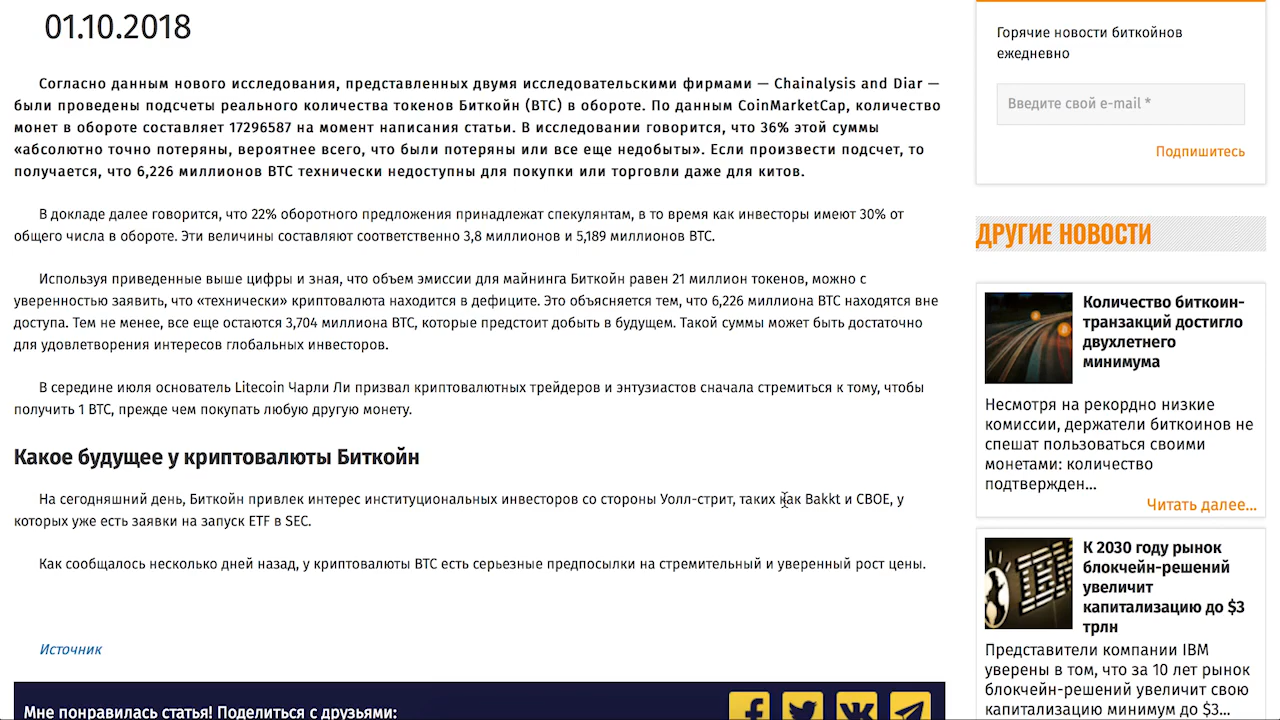 01.10.2018
Согласно данным нового исследования, представленных двумя исследовательскими фирмами — Chainalysis and Diar —
были проведены подсчеты реального количества токенов Биткойн (BTC) в обороте. По данным CoinMarketCap, количество
монет в обороте составляет 17296587 на момент написания статьи. В исследовании говорится, что 36% этой суммы
«абсолютно точно потеряны, вероятнее всего, что были потеряны или все еще недобыты». Если произвести подсчет, то
получается, что 6,226 миллионов BTC технически недоступны для покупки или торговли даже для китов.
В докладе далее говорится, что 22% оборотного предложения принадлежат спекулянтам, в то время как инвесторы имеют 30% от
общего числа в обороте. Эти величины составляют соответственно 3,8 миллионов и 5,189 миллионов BTC.
Используя приведенные выше цифры и зная, что объем эмиссии для майнинга Биткойн равен 21 миллион токенов, можно с
уверенностью заявить, что «технически» криптовалюта находится в дефиците. Это объясняется тем, что 6,226 миллиона BTC находятся вне
доступа. Тем не менее, все еще остаются 3,704 миллиона BTC, которые предстоит добыть в будущем. Такой суммы может быть достаточно
для удовлетворения интересов глобальных инвесторов.
В середине июля основатель Litecoin Чарли Ли призвал криптовалютных трейдеров и энтузиастов сначала стремиться к тому, чтобы
получить 1 BTC, прежде чем покупать любую другую монету.
Какое будущее у криптовалюты Биткойн
На сегодняшний день, Биткойн привлек интерес институциональных инвесторов со стороны Уолл-стрит, таких как Bakkt и CBOE, у
которых уже есть заявки на запуск ETF в SEC.
Как сообщалось несколько дней назад, у криптовалюты BTC есть серьезные предпосылки на стремительный и уверенный рост цены.
Источник
Мне понравилась статья! Поделиться с друзьями:
Горячие новости биткойнов
ежедневно
Введите свой e-mail *
Подпишитесь
ДРУГИЕ НОВОСТИ
Количество биткоин-
транзакций достигло
двухлетнего
минимума
Несмотря на рекордно низкие
комиссии, держатели биткоинов не
спешат пользоваться своими
монетами: количество
подтвержден...
Читать далее...
IBM
К 2030 году рынок
блокчейн-решений
увеличит
капитализацию до $3
трлн
Представители компании IBM
уверены в том, что за 10 лет рынок
блокчейн-решений увеличит свою
капитализацию минимум до $3...